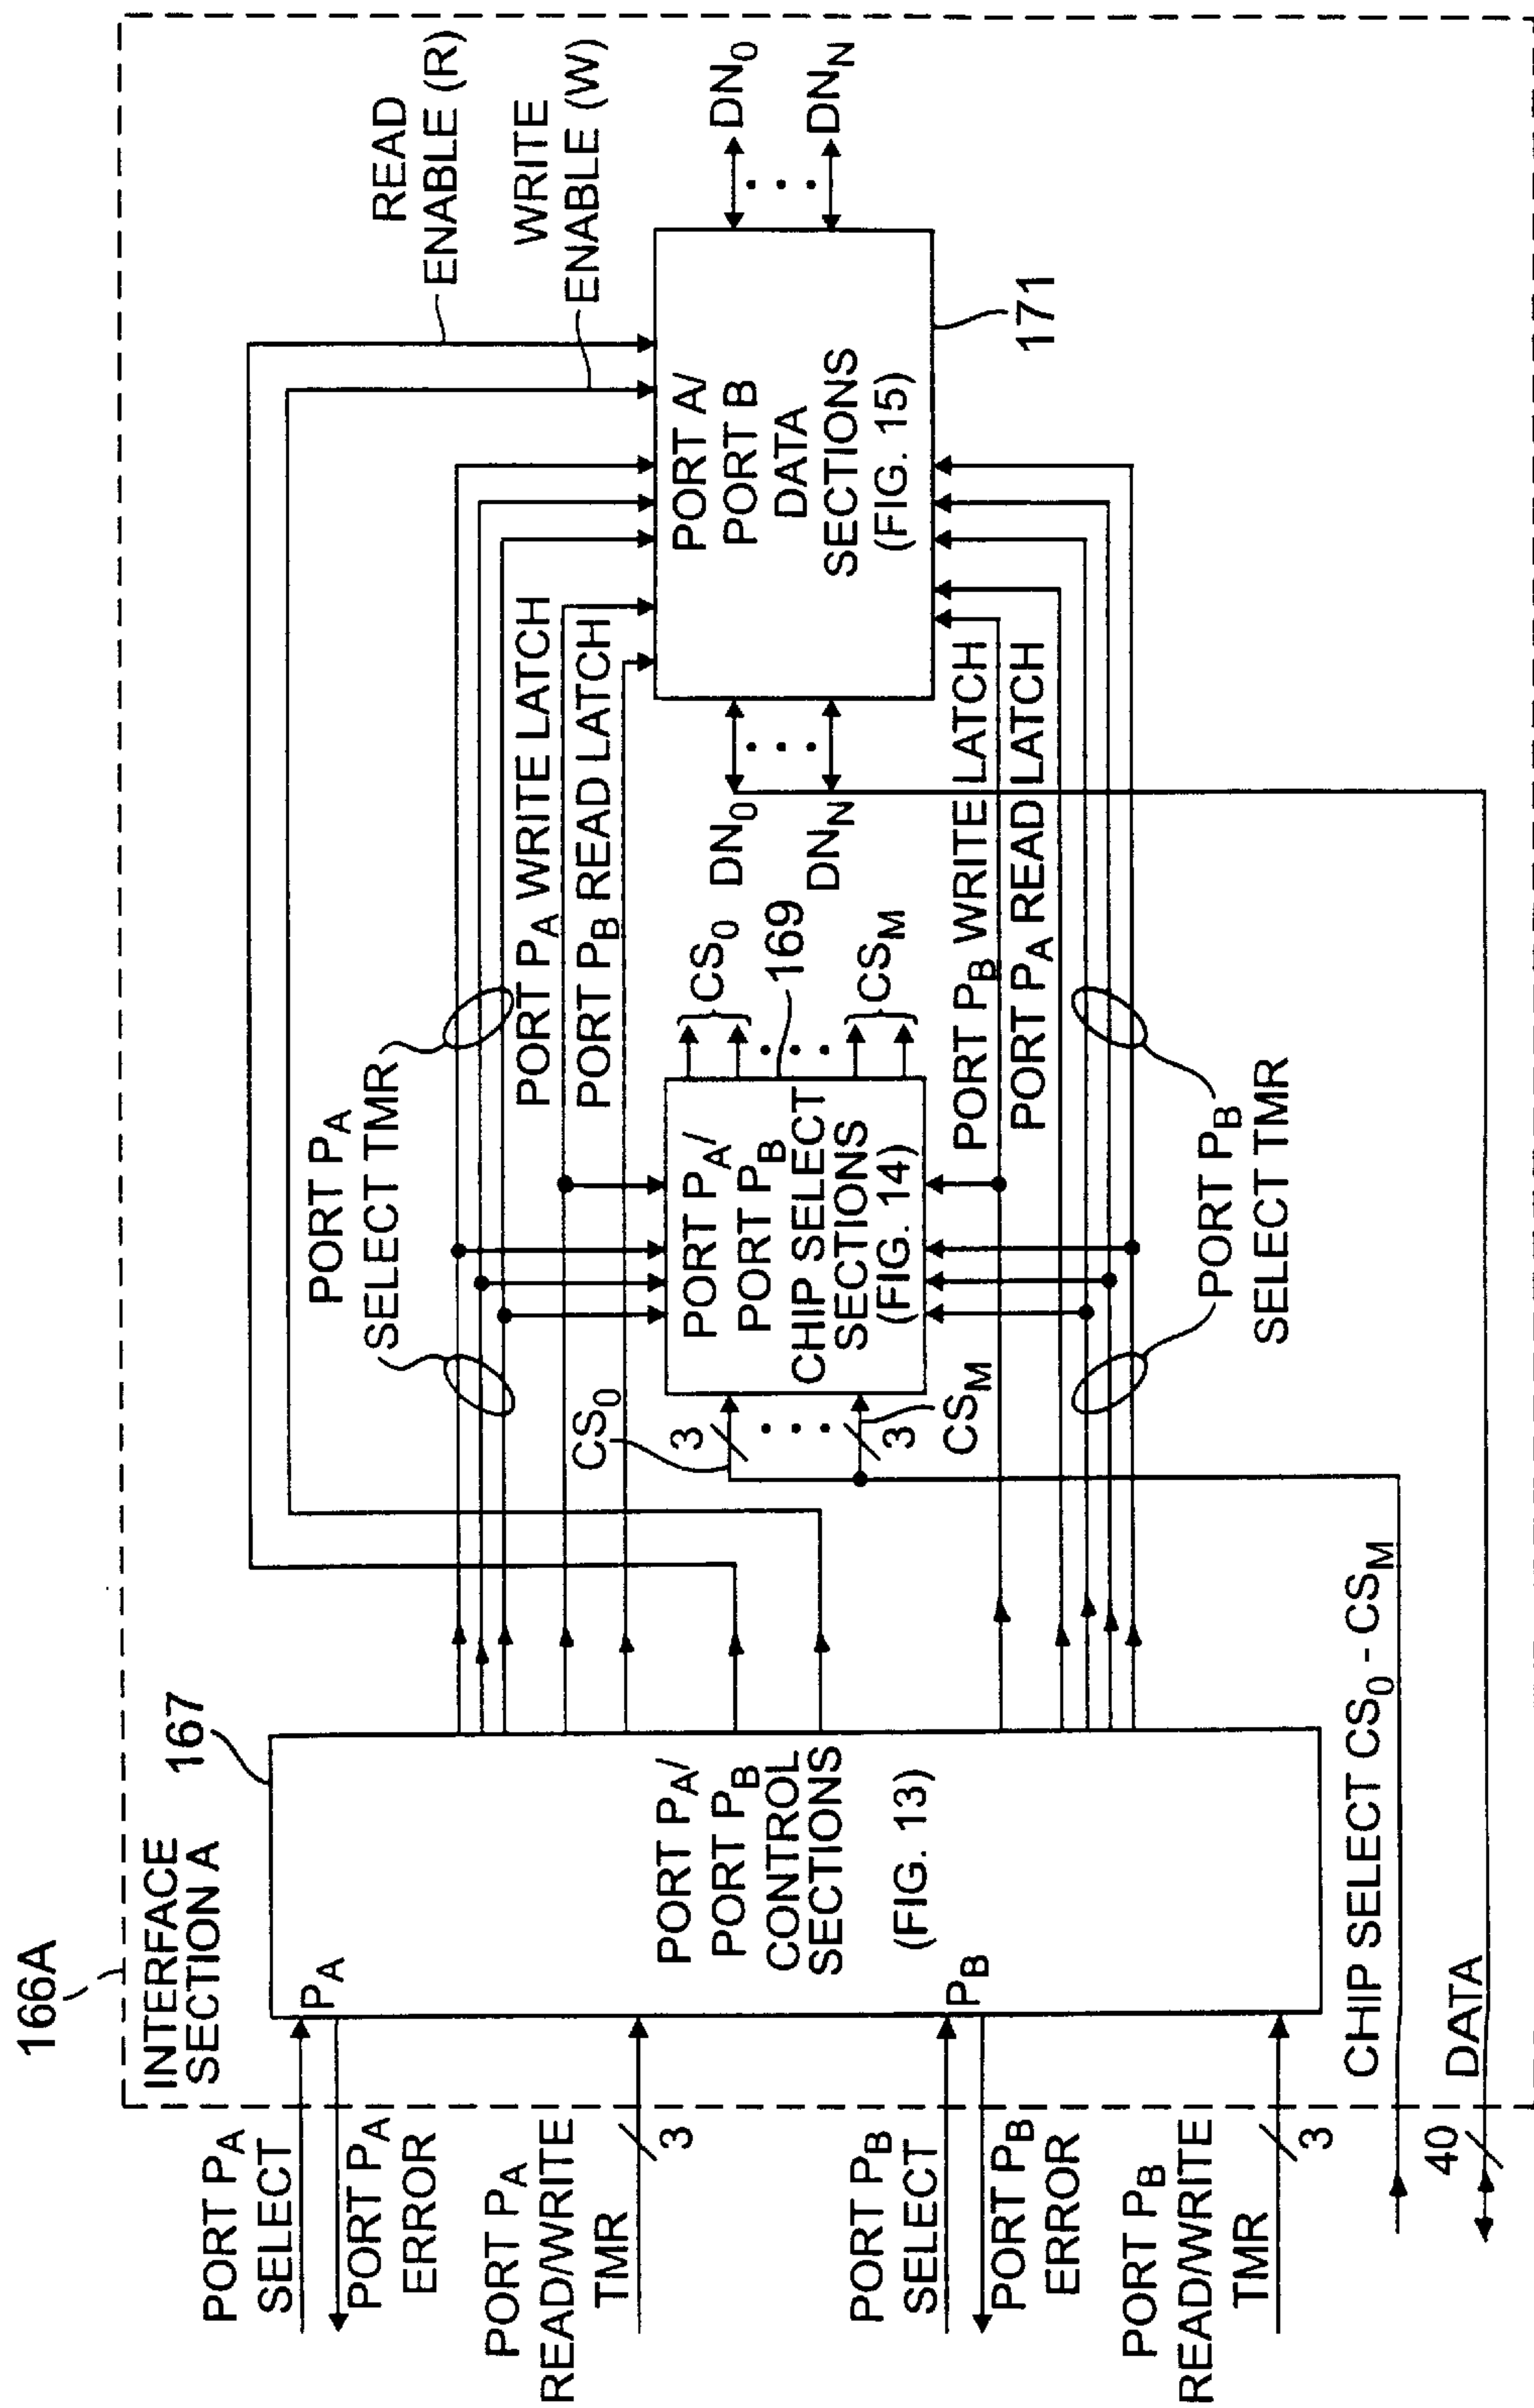 166A
INTERFACE
SECTION A
167
PORT PA
SELECT
PORT PA
ERROR
PORT PA
READ/WRITE
TMR
3
PORT PB
SELECT
PORT PB
ERROR
PORT PB
READ/WRITE
TMR
3
PA
PB
PORT PA/
PORT PB
CONTROL
SECTIONS
(FIG. 13)
CHIP SELECT CS0 - CSM
DATA
40
PORT PA
SELECT TMR
CS0
3
3
CSM
PORT PA/
PORT PB
CHIP SELECT
SECTIONS
(FIG. 14)
CS0
169
CSM
PORT PA WRITE LATCH
PORT PB READ LATCH
PORT PB WRITE LATCH
PORT PA READ LATCH
PORT PB
SELECT TMR
DN0
DNN
PORT A/
PORT B
DATA
SECTIONS
(FIG. 15)
171
READ
ENABLE (R)
WRITE
ENABLE (W)
DN0
DNN